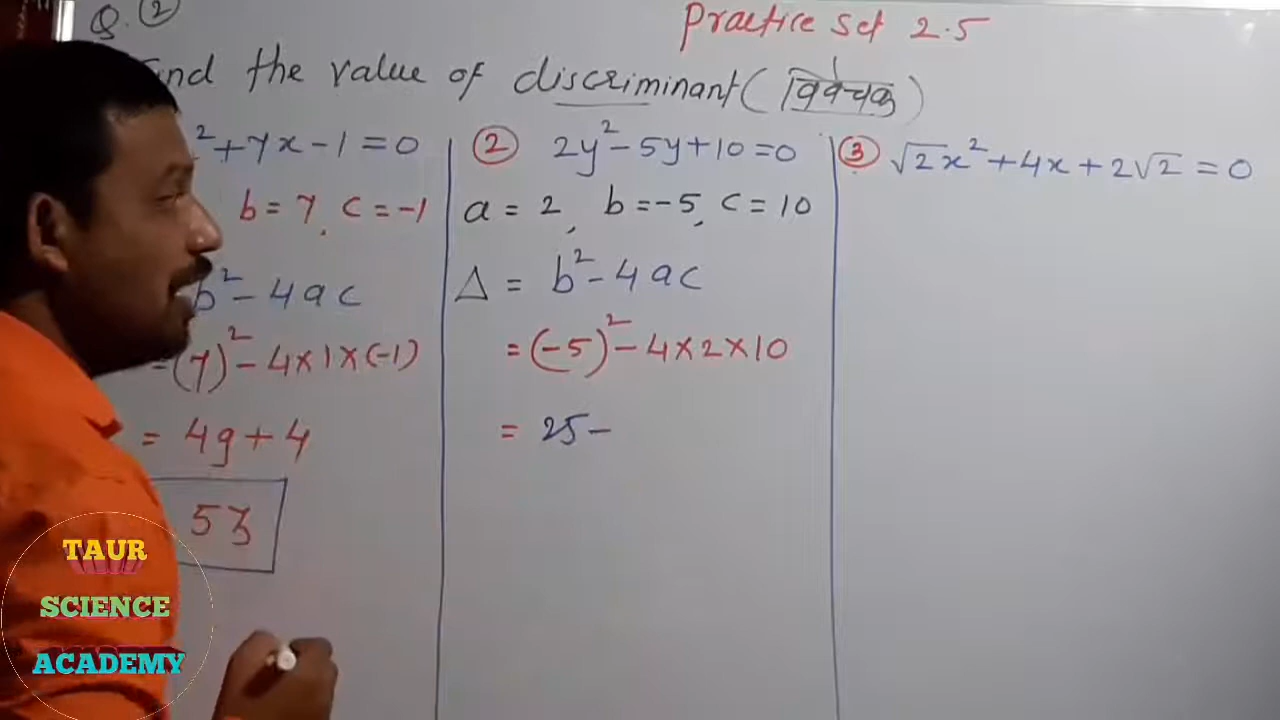 Q. ②
Practice set 2.5
Find the value of discriminant (विवेचक)
² + 7x - 1 = 0
b = 7, c = -1
b² - 4ac
= (7)² - 4×1×(-1)
= 49 + 4
53
② 2y² - 5y + 10 = 0
a = 2, b = -5, c = 10
Δ = b² - 4ac
= (-5)² - 4×2×10
= 25 -
③ √2x² + 4x + 2√2 = 0
TAUR
SCIENCE
ACADEMY